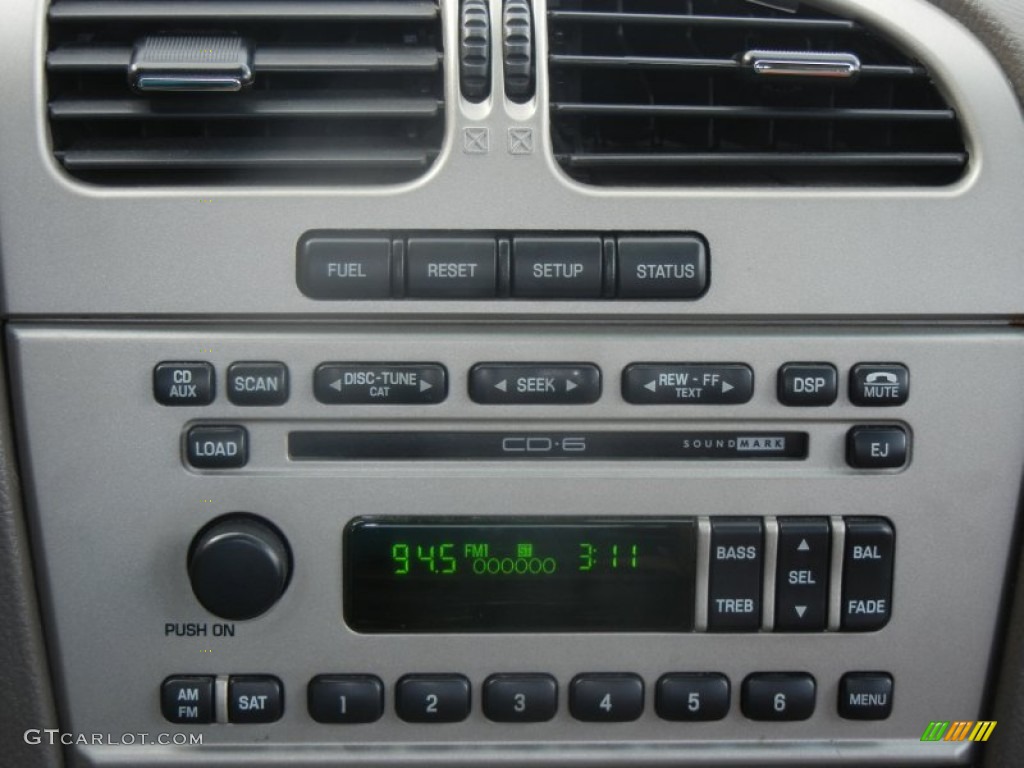 FUEL RESET SETUP STATUS
CD AUX SCAN DISC-TUNE CAT SEEK REW - FF TEXT DSP MUTE
LOAD CD·6 SOUNDMARK EJ
94.5 FM1 ST 3:11
000000
BASS SEL BAL
TREB FADE
PUSH ON
AM FM SAT 1 2 3 4 5 6 MENU
GTCARLOT.COM